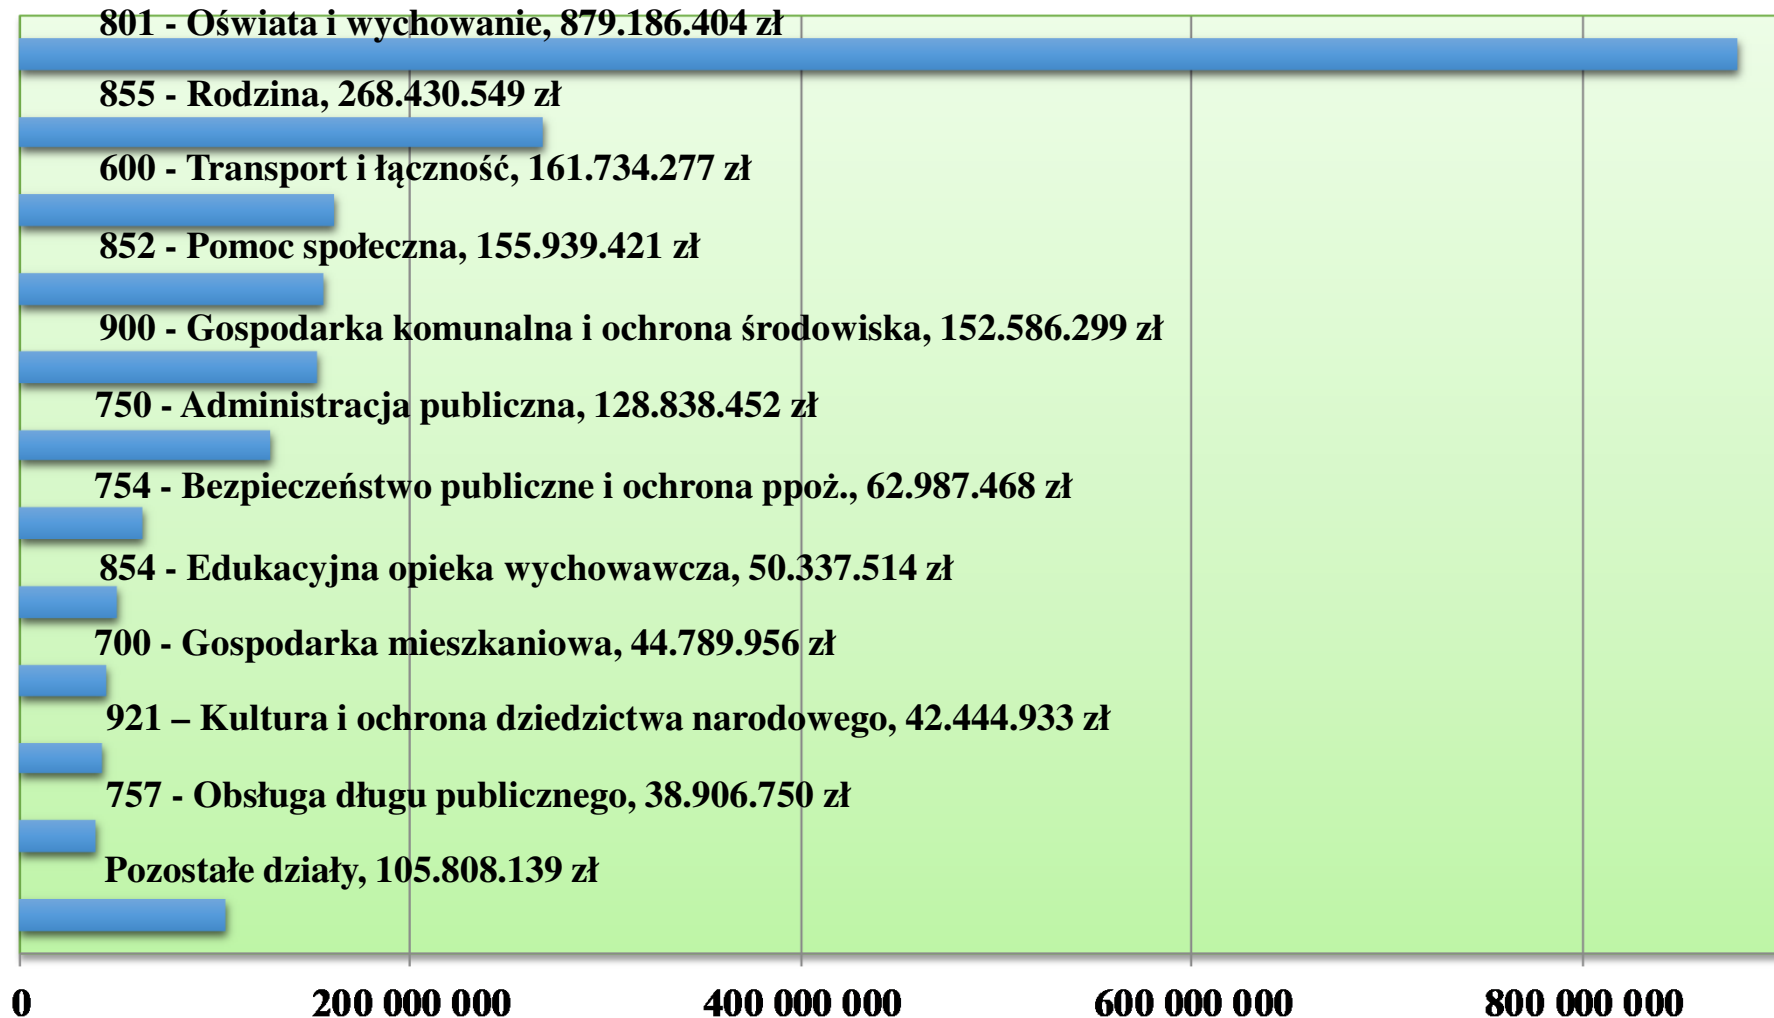 801 - Oświata i wychowanie, 879.186.404 zł
855 - Rodzina, 268.430.549 zł
600 - Transport i łączność, 161.734.277 zł
852 - Pomoc społeczna, 155.939.421 zł
900 - Gospodarka komunalna i ochrona środowiska, 152.586.299 zł
750 - Administracja publiczna, 128.838.452 zł
754 - Bezpieczeństwo publiczne i ochrona ppoż., 62.987.468 zł
854 - Edukacyjna opieka wychowawcza, 50.337.514 zł
700 - Gospodarka mieszkaniowa, 44.789.956 zł
921 – Kultura i ochrona dziedzictwa narodowego, 42.444.933 zł
757 - Obsługa długu publicznego, 38.906.750 zł
Pozostałe działy, 105.808.139 zł
0 200 000 000 400 000 000 600 000 000 800 000 000